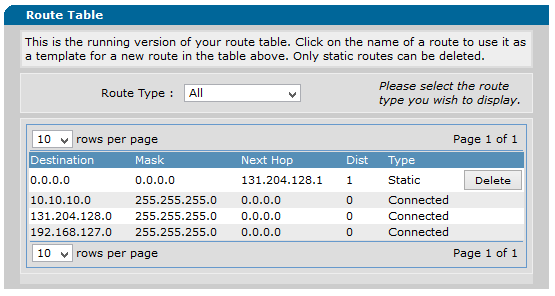 Route Table
This is the running version of your route table. Click on the name of a route to use it as
a template for a new route in the table above. Only static routes can be deleted.
Route Type : All Please select the route
type you wish to display.
10 rows per page Page 1 of 1
Destination Mask Next Hop Dist Type
0.0.0.0 0.0.0.0 131.204.128.1 1 Static Delete
10.10.10.0 255.255.255.0 0.0.0.0 0 Connected
131.204.128.0 255.255.255.0 0.0.0.0 0 Connected
192.168.127.0 255.255.255.0 0.0.0.0 0 Connected
10 rows per page Page 1 of 1